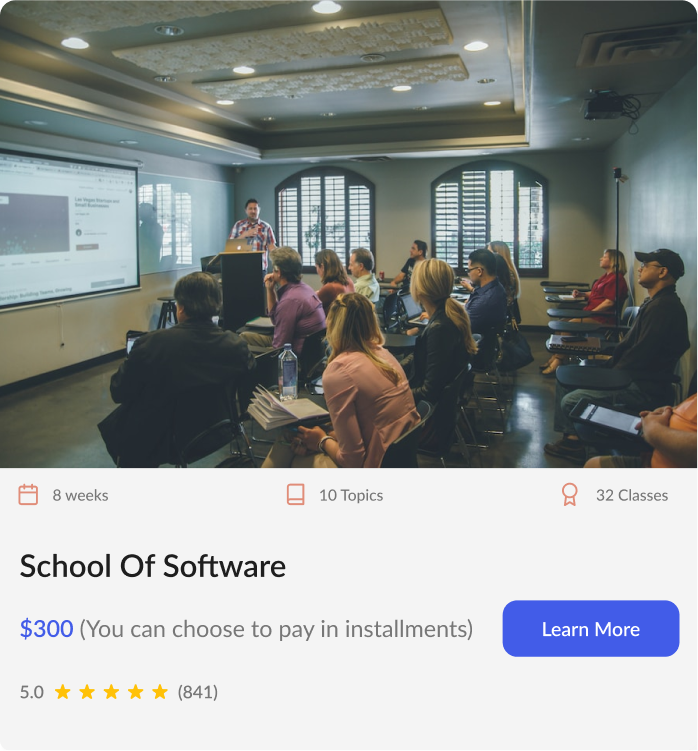 Las Vegas Startups and
Small Businesses
8 weeks
10 Topics
32 Classes
School Of Software
$300 (You can choose to pay in installments)
Learn More
5.0
(841)